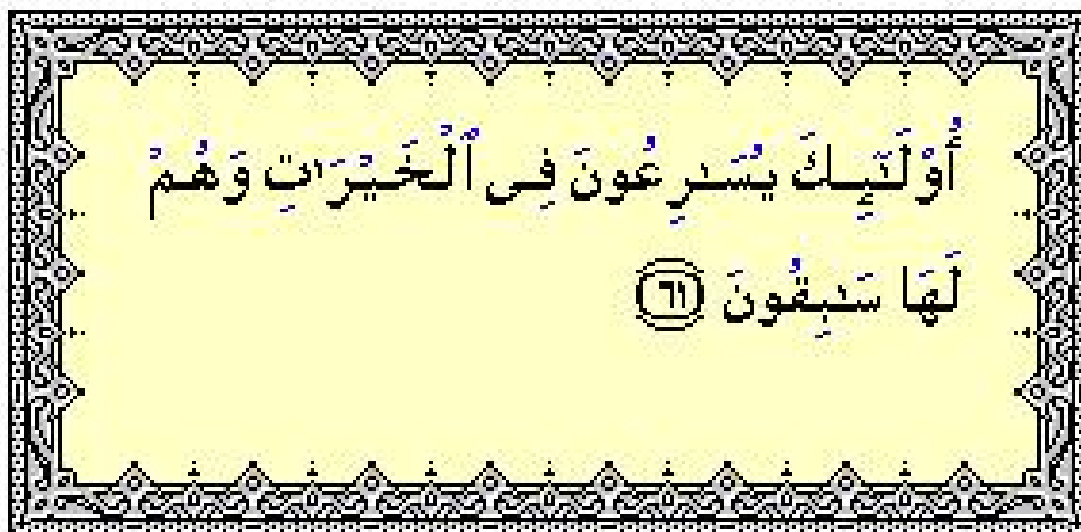 أُوْلَـٰٓئِكَ يُسَـٰرِعُونَ فِى ٱلْخَيْرَٰتِ وَهُمْ
لَهَا سَـٰبِقُونَ ٦١